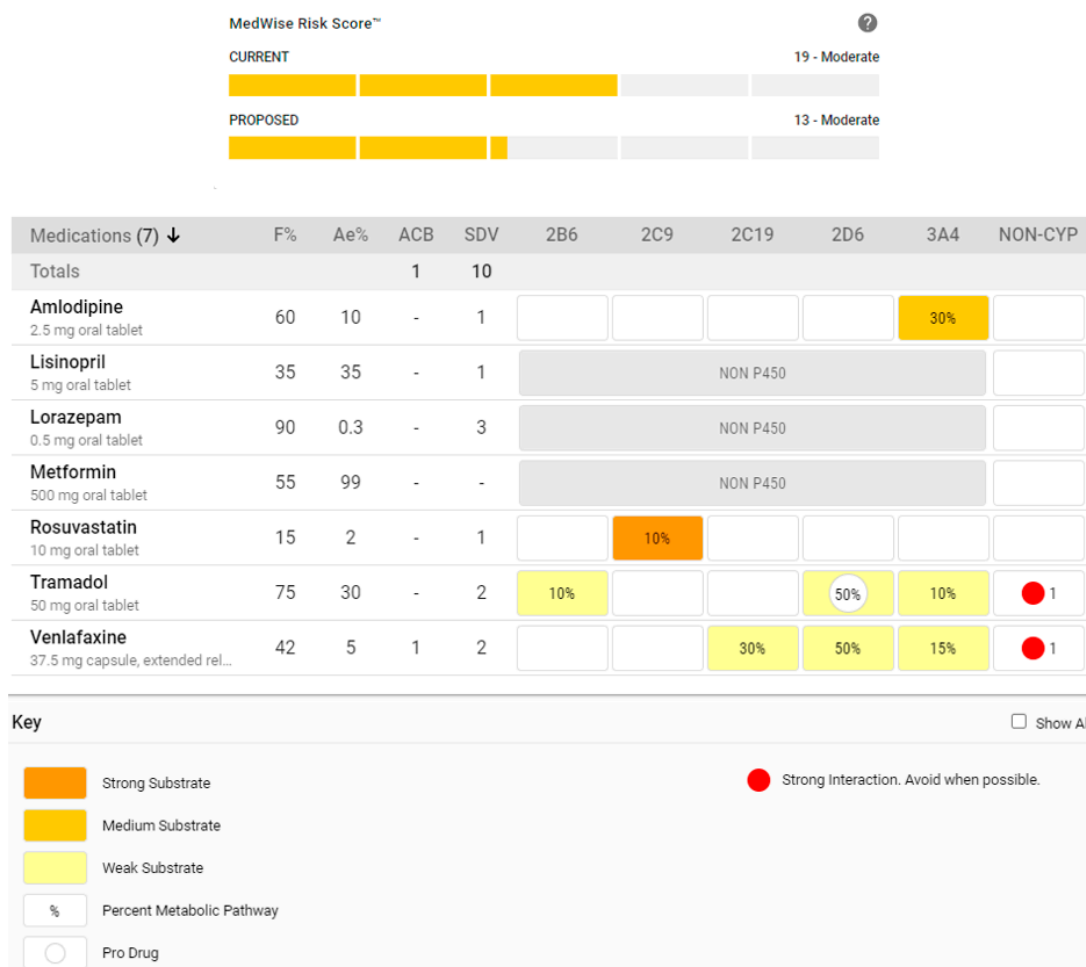 MedWise Risk Score™ ?
CURRENT 19 - Moderate
PROPOSED 13 - Moderate
Medications (7) ↓ F% Ae% ACB SDV 2B6 2C9 2C19 2D6 3A4 NON-CYP
Totals 1 10
Amlodipine 60 10 - 1 30%
2.5 mg oral tablet
Lisinopril 35 35 - 1 NON P450
5 mg oral tablet
Lorazepam 90 0.3 - 3 NON P450
0.5 mg oral tablet
Metformin 55 99 - - NON P450
500 mg oral tablet
Rosuvastatin 15 2 - 1 10%
10 mg oral tablet
Tramadol 75 30 - 2 10% 50% 10% 1
50 mg oral tablet
Venlafaxine 42 5 1 2 30% 50% 15% 1
37.5 mg capsule, extended rel...
Key Show Al
Strong Substrate Strong Interaction. Avoid when possible.
Medium Substrate
Weak Substrate
% Percent Metabolic Pathway
Pro Drug